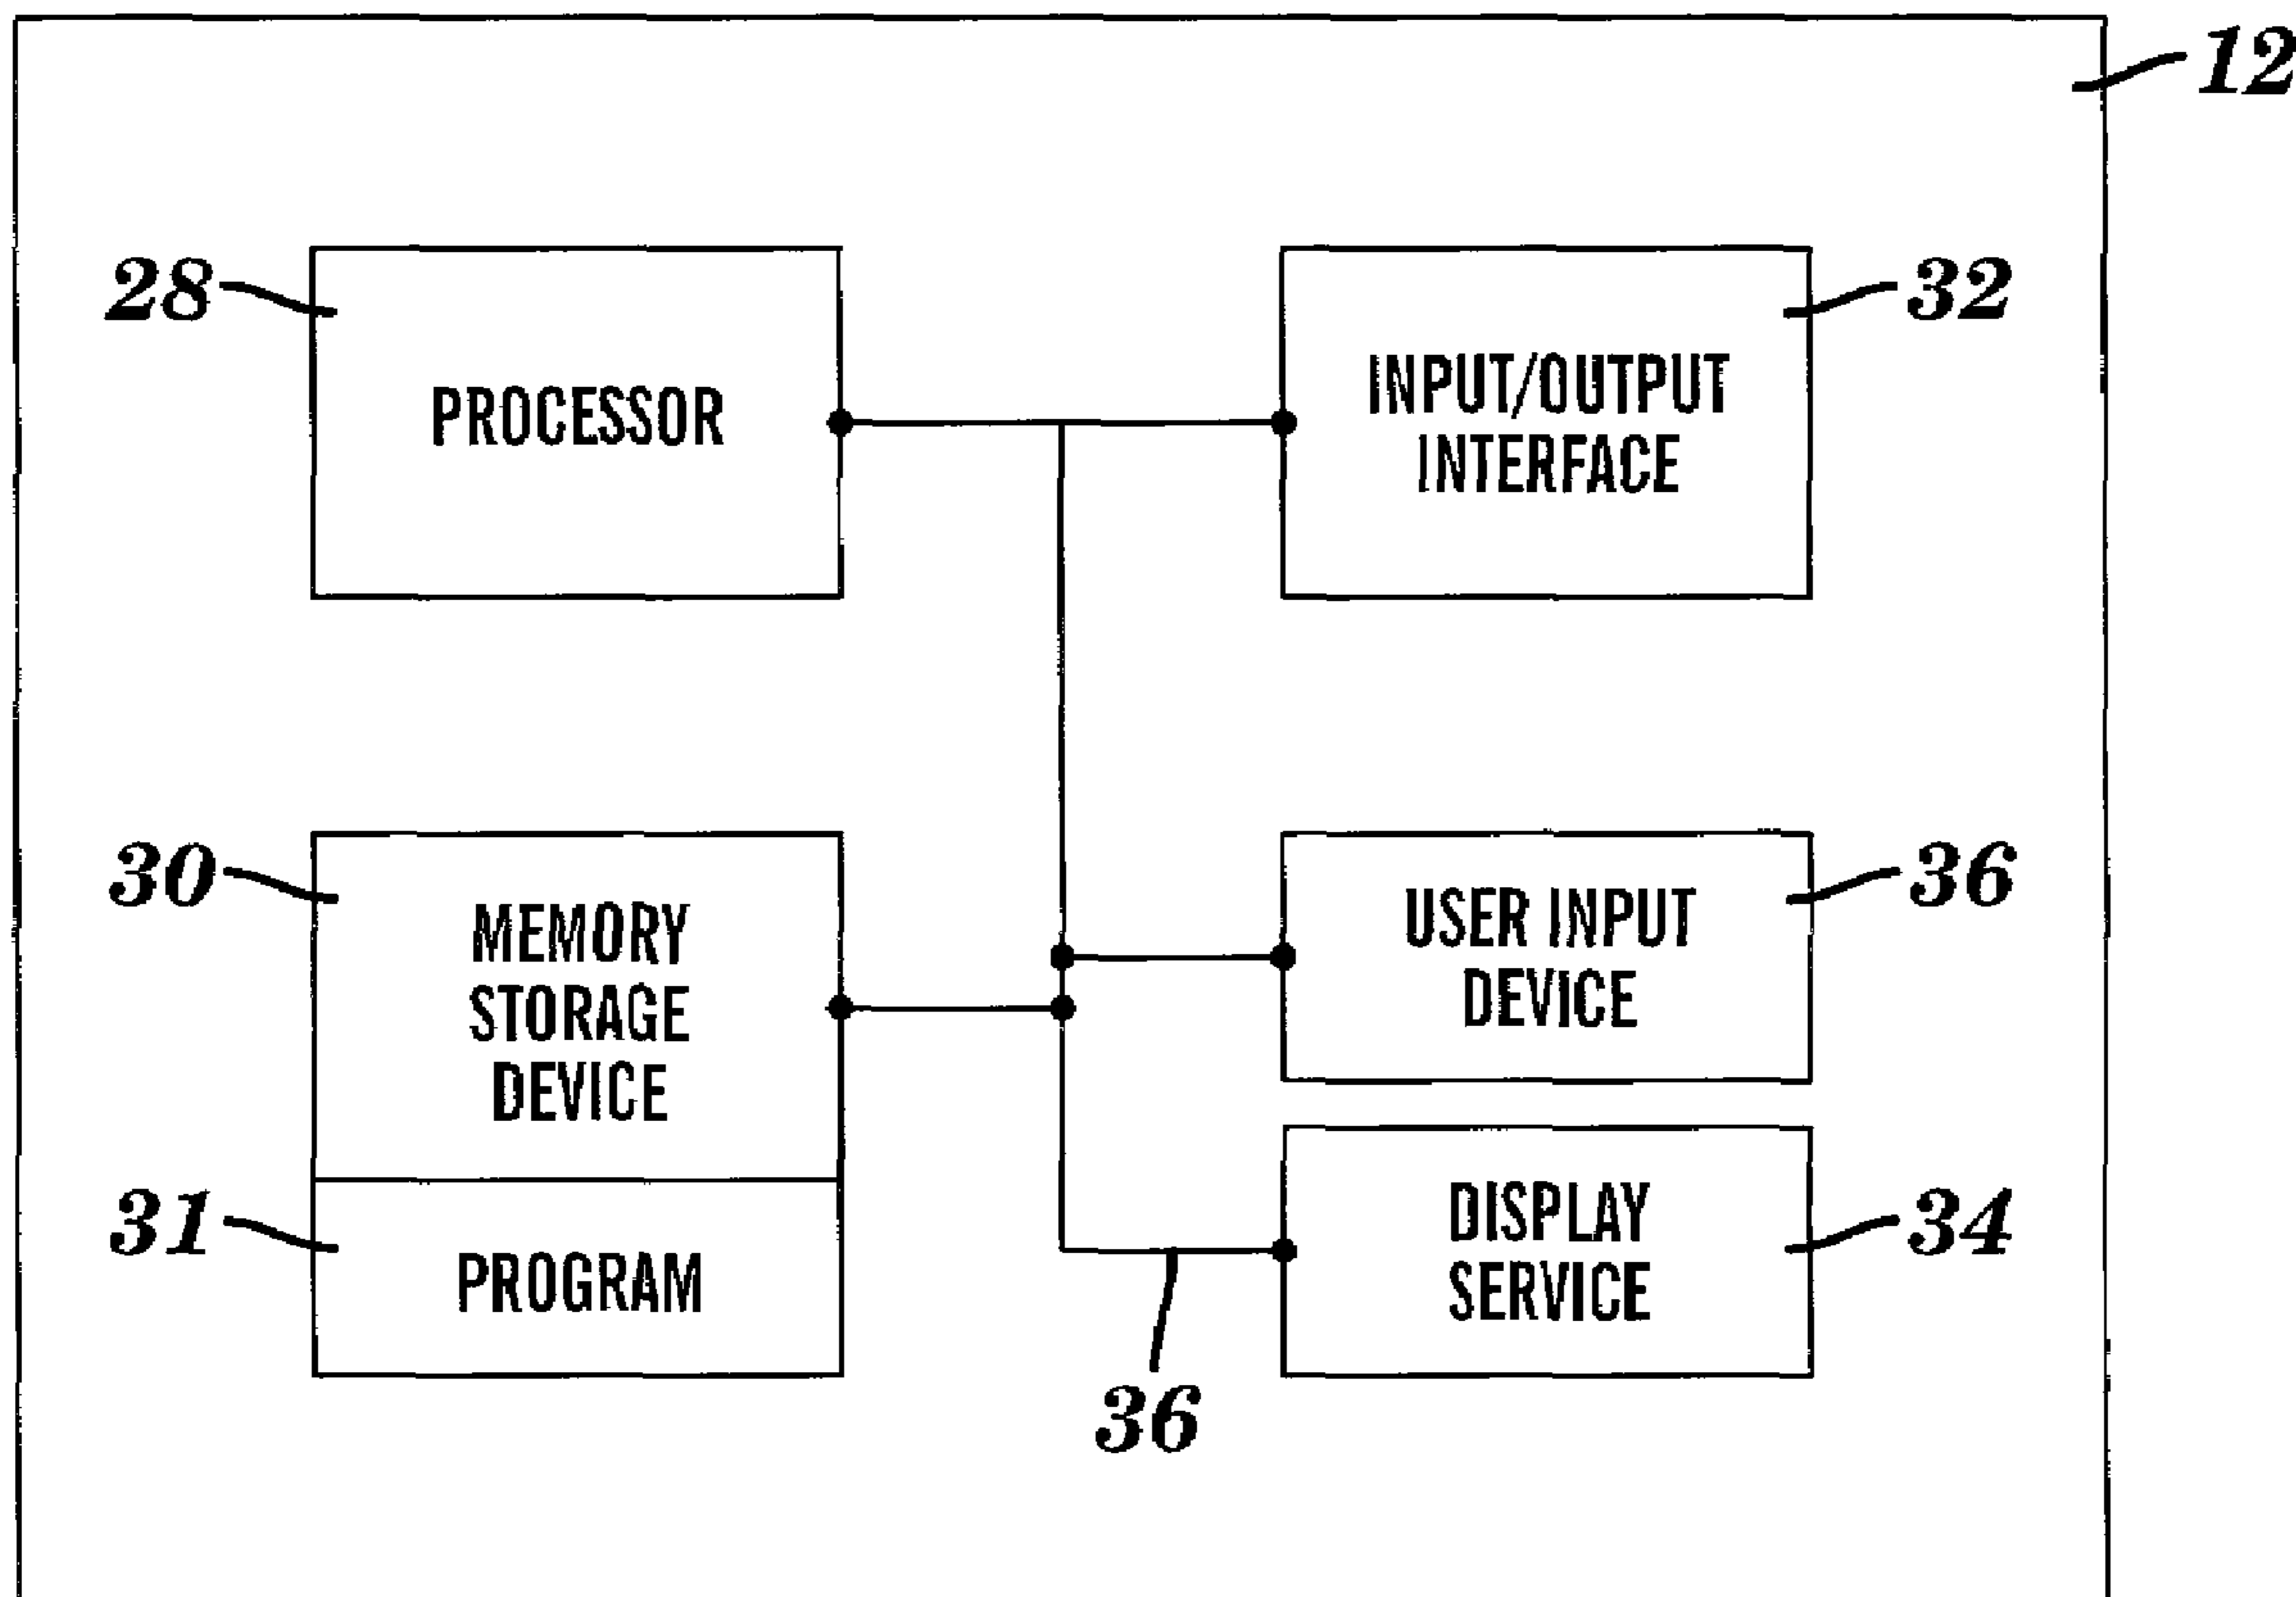 12
28
PROCESSOR
32
INPUT/OUTPUT
INTERFACE
30
MEMORY
STORAGE
DEVICE
36
USER INPUT
DEVICE
31
PROGRAM
34
DISPLAY
SERVICE
36